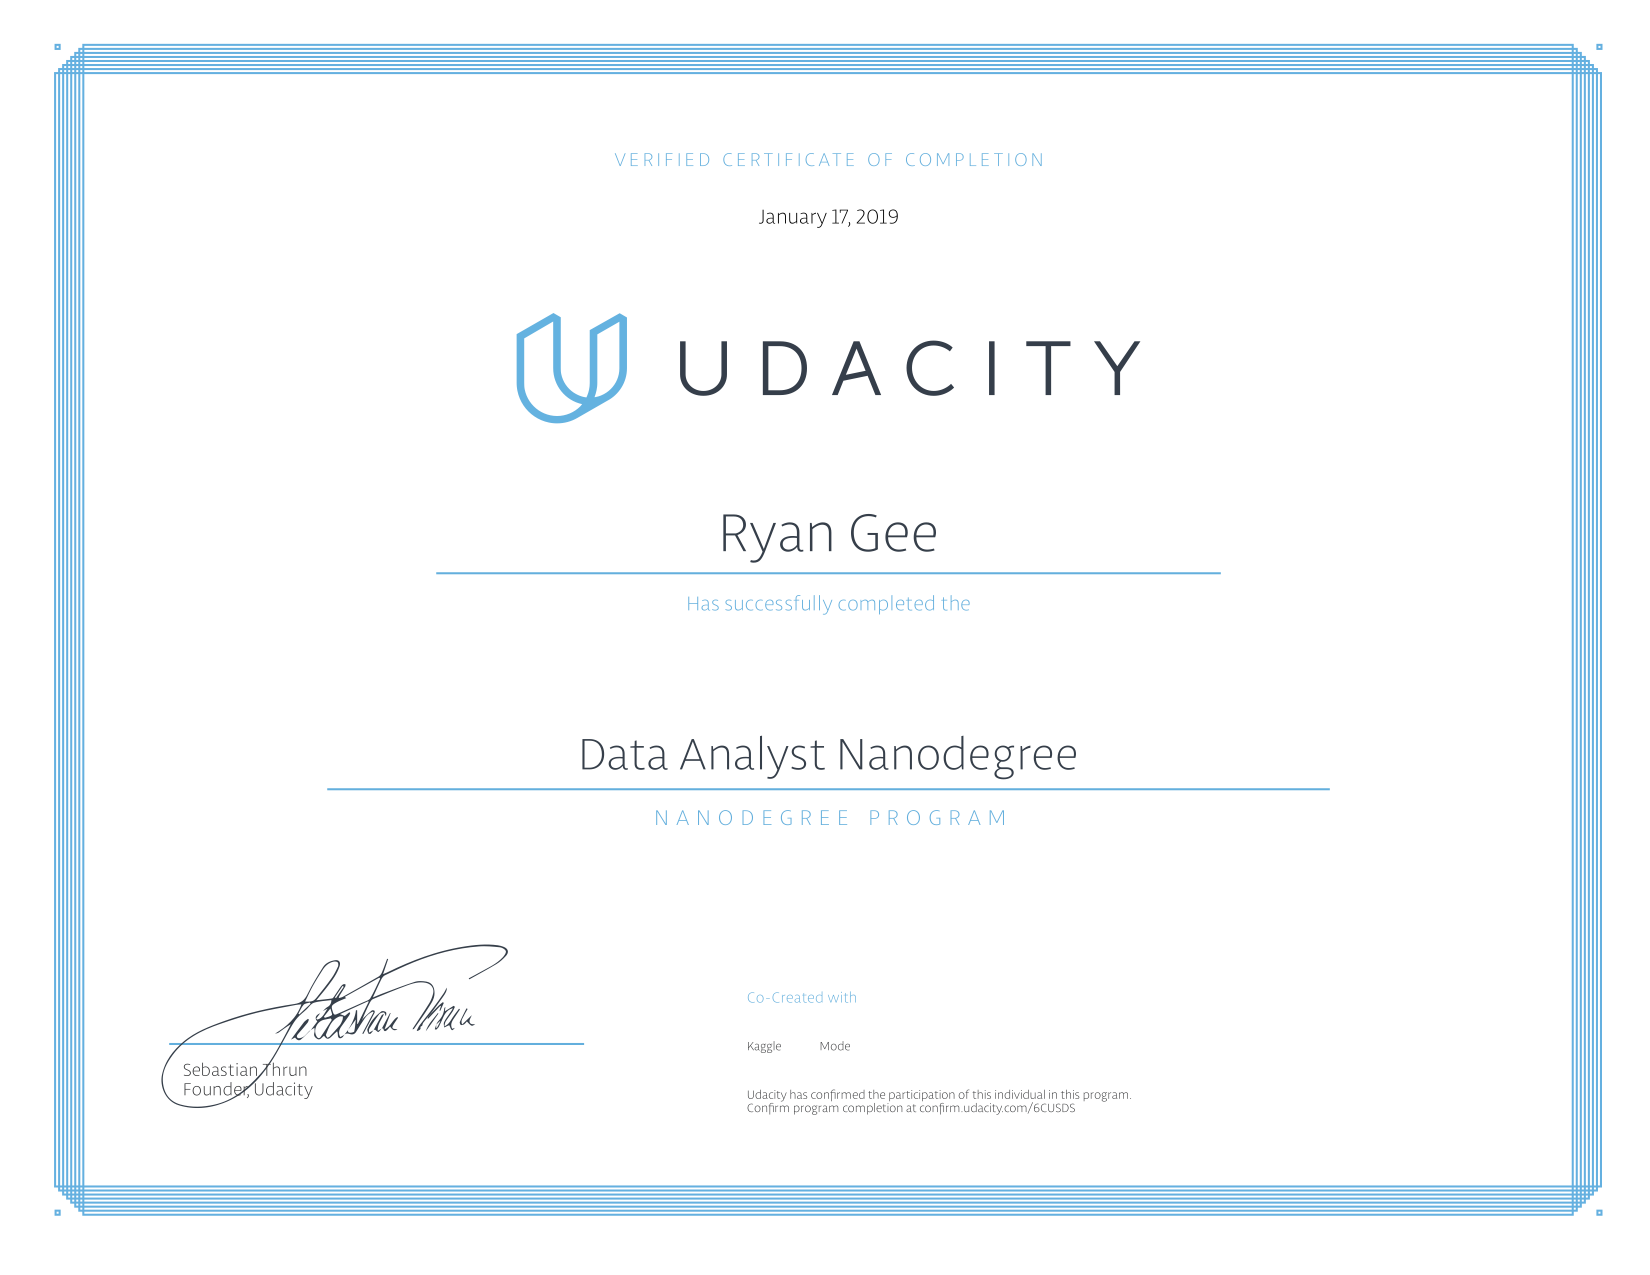 VERIFIED CERTIFICATE OF COMPLETION
January 17, 2019
UDACITY
Ryan Gee
Has successfully completed the
Data Analyst Nanodegree
NANODEGREE PROGRAM
Sebastian Thrun
Sebastian Thrun
Founder, Udacity
Co-Created with
Kaggle Mode
Udacity has confirmed the participation of this individual in this program.
Confirm program completion at confirm.udacity.com/6CUSDS